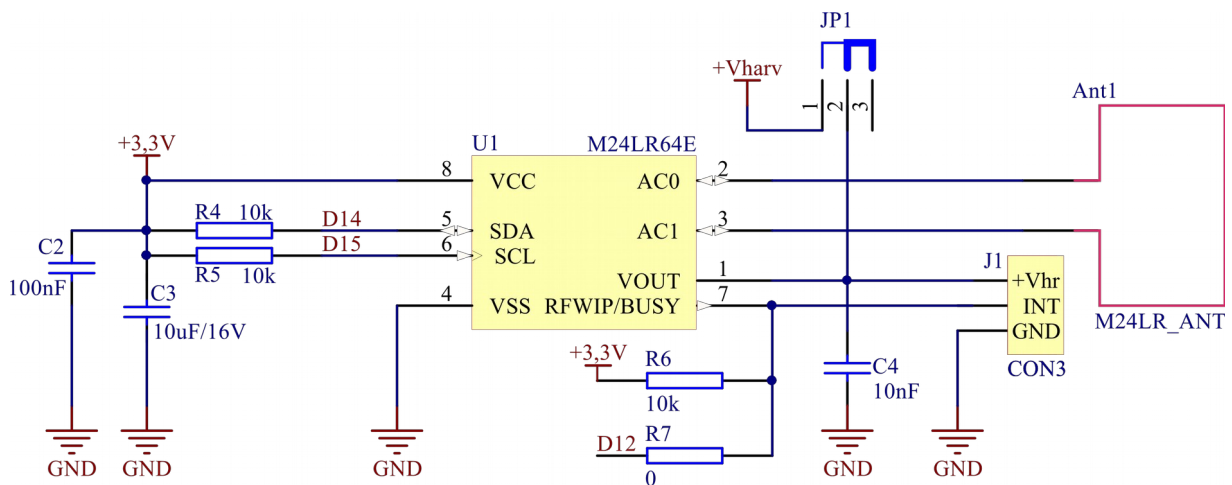 JP1
+Vharv
1
2
3
Ant1
+3,3V
U1
M24LR64E
8
VCC
AC0
2
R4
10k
D14
5
SDA
AC1
3
C2
D15
6
SCL
R5
10k
J1
100nF
C3
VOUT
1
+Vhr
4
VSS
RFWIP/BUSY
7
INT
10uF/16V
GND
M24LR_ANT
+3,3V
R6
C4
CON3
10k
10nF
D12
R7
GND
GND
GND
GND
GND
0